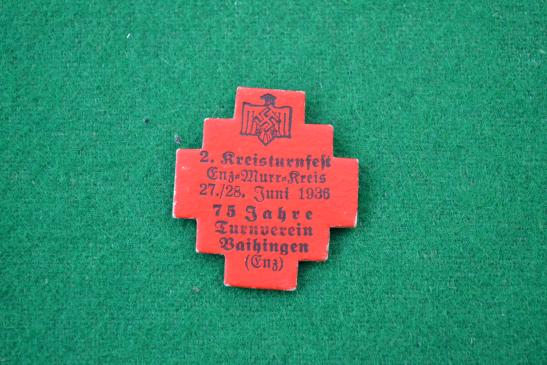 2. Kreisturnfest
Enz-Murr-Kreis
27./28. Juni 1936
75 Jahre
Turnverein
Vaihingen
(Enz)